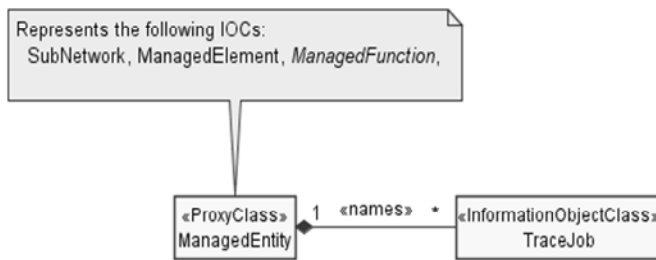 Represents the following IOCs:
SubNetwork, ManagedElement, ManagedFunction,
«ProxyClass»
ManagedEntity
1 «names» *
«InformationObjectClass»
TraceJob